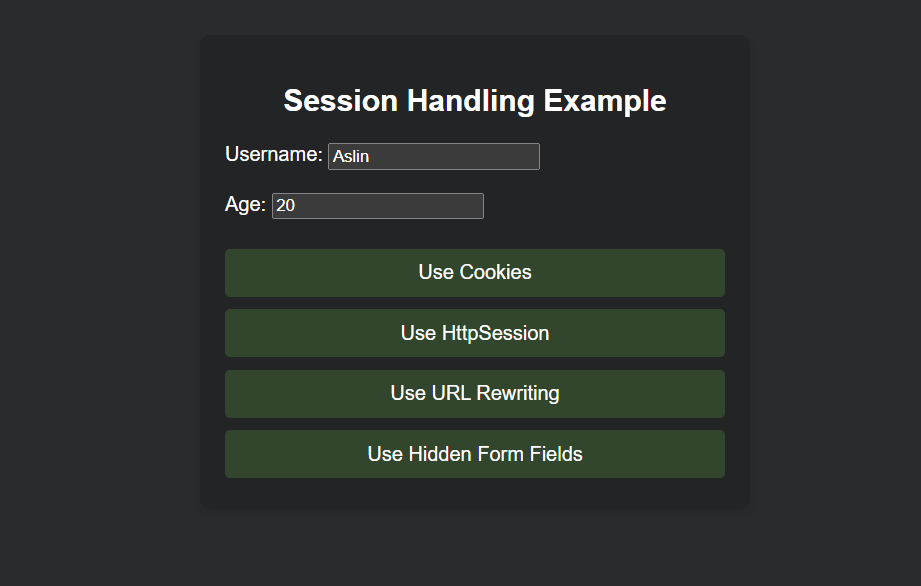 Session Handling Example
Username: Aslin
Age: 20
Use Cookies
Use HttpSession
Use URL Rewriting
Use Hidden Form Fields